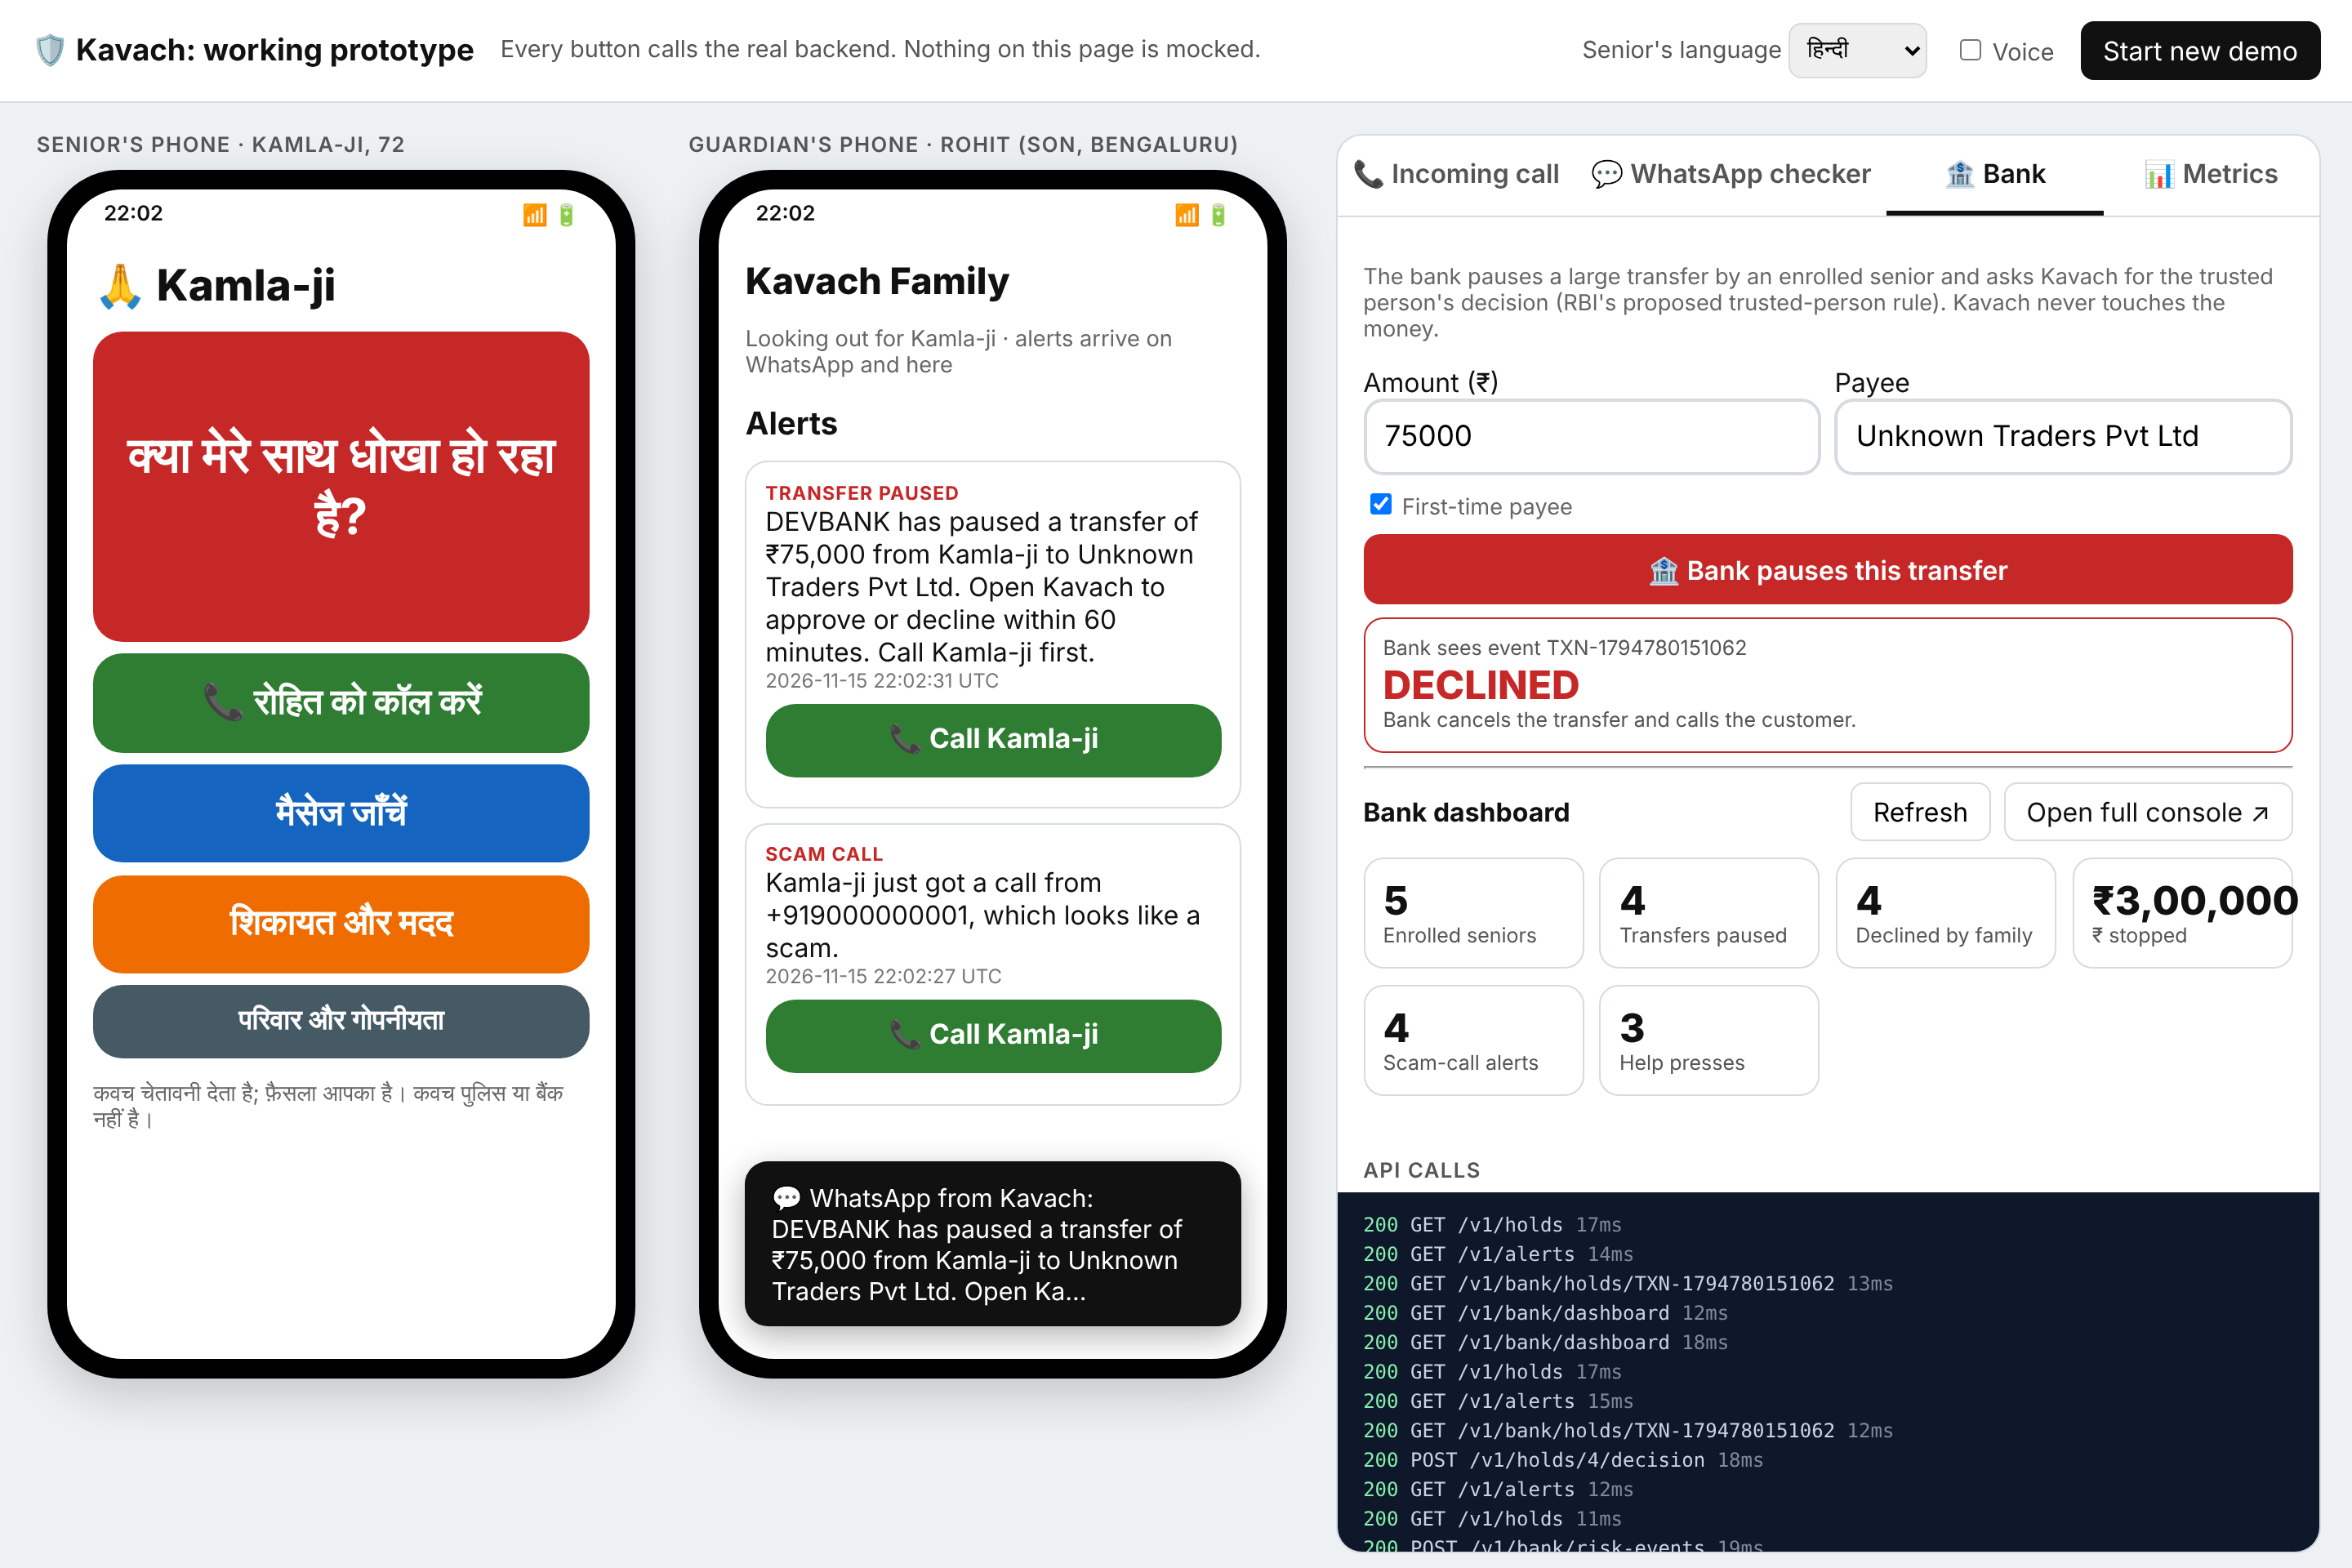 Kavach: working prototype
Every button calls the real backend. Nothing on this page is mocked.
Senior's language
हिन्दी
Voice
Start new demo
SENIOR'S PHONE · KAMLA-JI, 72
22:02
Kamla-ji
क्या मेरे साथ धोखा हो रहा
है?
रोहित को कॉल करें
मैसेज जाँचें
शिकायत और मदद
परिवार और गोपनीयता
कवच चेतावनी देता है; फ़ैसला आपका है। कवच पुलिस या बैंक
नहीं है।
GUARDIAN'S PHONE · ROHIT (SON, BENGALURU)
22:02
Kavach Family
Looking out for Kamla-ji · alerts arrive on
WhatsApp and here
Alerts
TRANSFER PAUSED
DEVBANK has paused a transfer of
₹75,000 from Kamla-ji to Unknown
Traders Pvt Ltd. Open Kavach to
approve or decline within 60
minutes. Call Kamla-ji first.
2026-11-15 22:02:31 UTC
Call Kamla-ji
SCAM CALL
Kamla-ji just got a call from
+919000000001, which looks like a
scam.
2026-11-15 22:02:27 UTC
Call Kamla-ji
WhatsApp from Kavach:
DEVBANK has paused a transfer of
₹75,000 from Kamla-ji to Unknown
Traders Pvt Ltd. Open Ka...
Incoming call
WhatsApp checker
Bank
Metrics
The bank pauses a large transfer by an enrolled senior and asks Kavach for the trusted
person's decision (RBI's proposed trusted-person rule). Kavach never touches the
money.
Amount (₹)
Payee
75000
Unknown Traders Pvt Ltd
First-time payee
Bank pauses this transfer
Bank sees event TXN-1794780151062
DECLINED
Bank cancels the transfer and calls the customer.
Bank dashboard
Refresh
Open full console ↗
5
Enrolled seniors
4
Transfers paused
4
Declined by family
₹3,00,000
₹ stopped
4
Scam-call alerts
3
Help presses
API CALLS
200 GET /v1/holds 17ms
200 GET /v1/alerts 14ms
200 GET /v1/bank/holds/TXN-1794780151062 13ms
200 GET /v1/bank/dashboard 12ms
200 GET /v1/bank/dashboard 18ms
200 GET /v1/holds 17ms
200 GET /v1/alerts 15ms
200 GET /v1/bank/holds/TXN-1794780151062 12ms
200 POST /v1/holds/4/decision 18ms
200 GET /v1/alerts 12ms
200 GET /v1/holds 11ms
200 POST /v1/bank/risk-events 19ms